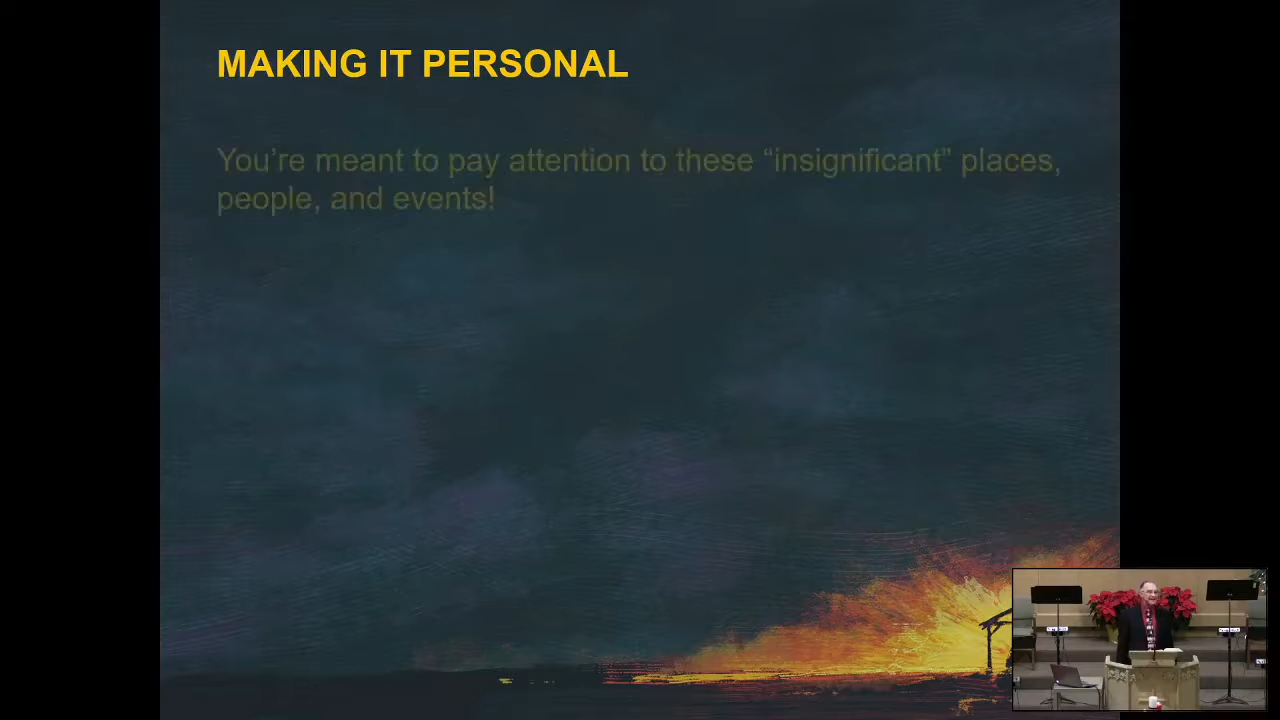 MAKING IT PERSONAL
You’re meant to pay attention to these “insignificant” places,
people, and events!